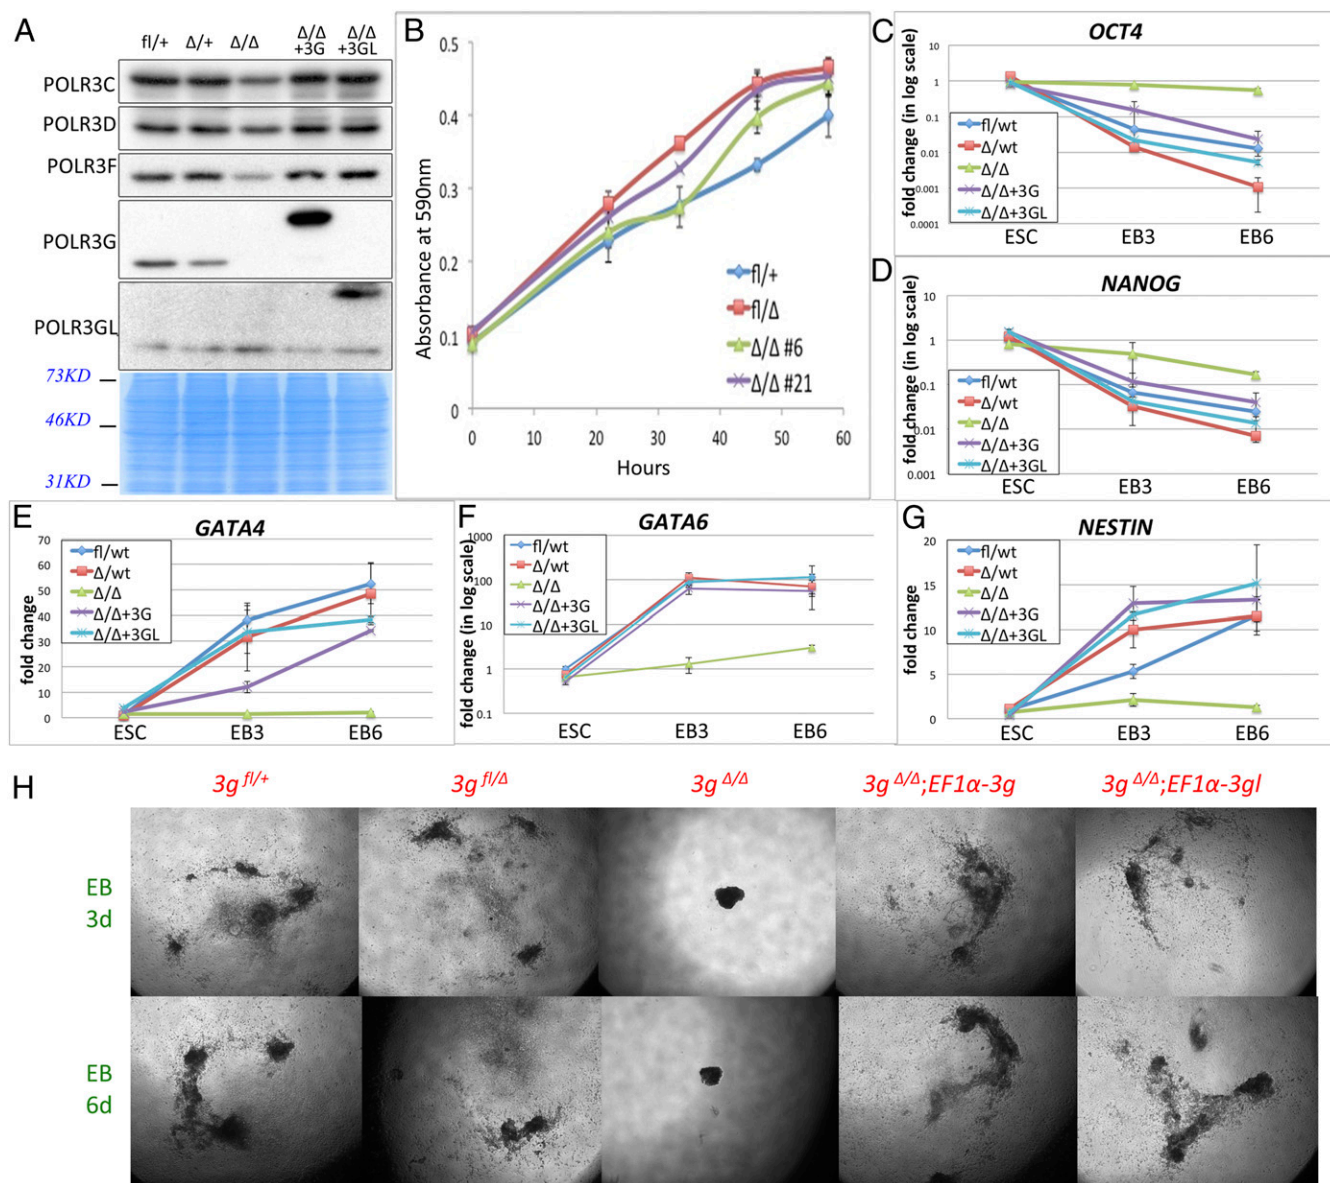 A
fl/+ Δ/+ Δ/Δ Δ/Δ +3G Δ/Δ +3GL
POLR3C
POLR3D
POLR3F
POLR3G
POLR3GL
73KD
46KD
31KD
B
Absorbance at 590nm
0.5
0.4
0.3
0.2
0.1
0
0 10 20 30 40 50 60
Hours
fl/+
fl/Δ
Δ/Δ #6
Δ/Δ #21
C
OCT4
fold change (in log scale)
10
1
0.1
0.01
0.001
0.0001
fl/wt
Δ/wt
Δ/Δ
Δ/Δ+3G
Δ/Δ+3GL
ESC EB3 EB6
D
NANOG
fold change (in log scale)
10
1
0.1
0.01
0.001
fl/wt
Δ/wt
Δ/Δ
Δ/Δ+3G
Δ/Δ+3GL
ESC EB3 EB6
E
GATA4
fold change
70
60
50
40
30
20
10
0
fl/wt
Δ/wt
Δ/Δ
Δ/Δ+3G
Δ/Δ+3GL
ESC EB3 EB6
F
GATA6
fold change (in log scale)
1000
100
10
1
0.1
fl/wt
Δ/wt
Δ/Δ
Δ/Δ+3G
Δ/Δ+3GL
ESC EB3 EB6
G
NESTIN
fold change
20
15
10
5
0
fl/wt
Δ/wt
Δ/Δ
Δ/Δ+3G
Δ/Δ+3GL
ESC EB3 EB6
H
3g fl/+ 3g fl/Δ 3g Δ/Δ 3g Δ/Δ;EF1α-3g 3g Δ/Δ;EF1α-3gl
EB
3d
EB
6d